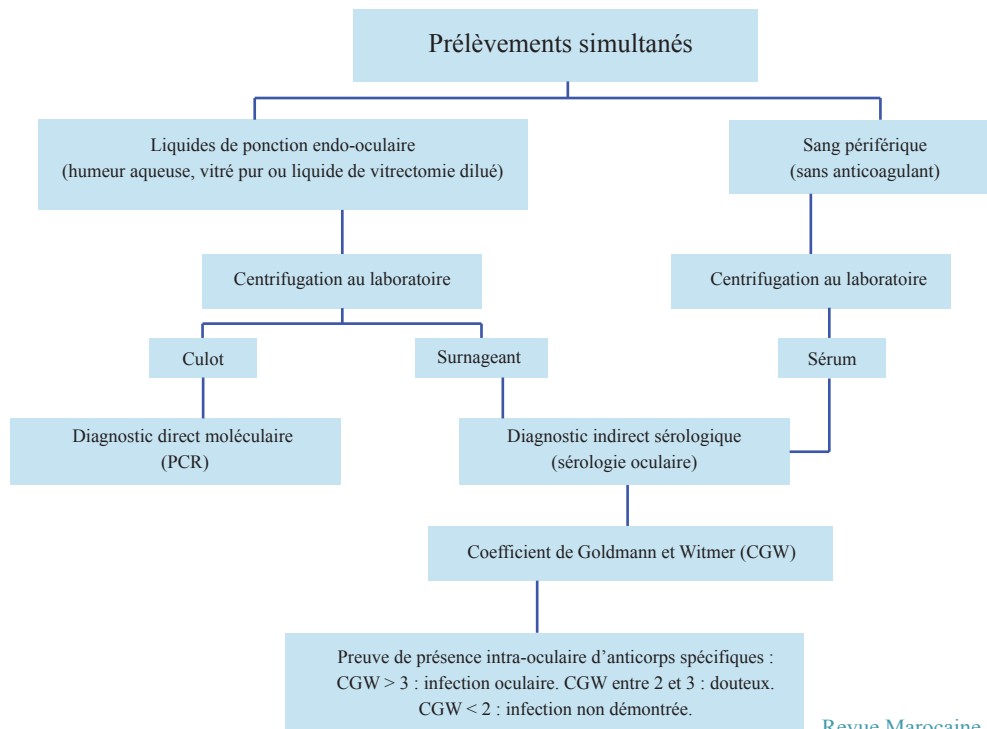 Prélèvements simultanés
Liquides de ponction endo-oculaire
(humeur aqueuse, vitré pur ou liquide de vitrectomie dilué)
Sang périférique
(sans anticoagulant)
Centrifugation au laboratoire
Centrifugation au laboratoire
Culot
Surnageant
Sérum
Diagnostic direct moléculaire
(PCR)
Diagnostic indirect sérologique
(sérologie oculaire)
Coefficient de Goldmann et Witmer (CGW)
Preuve de présence intra-oculaire d’anticorps spécifiques :
CGW > 3 : infection oculaire. CGW entre 2 et 3 : douteux.
CGW < 2 : infection non démontrée.
Revue Marocaine